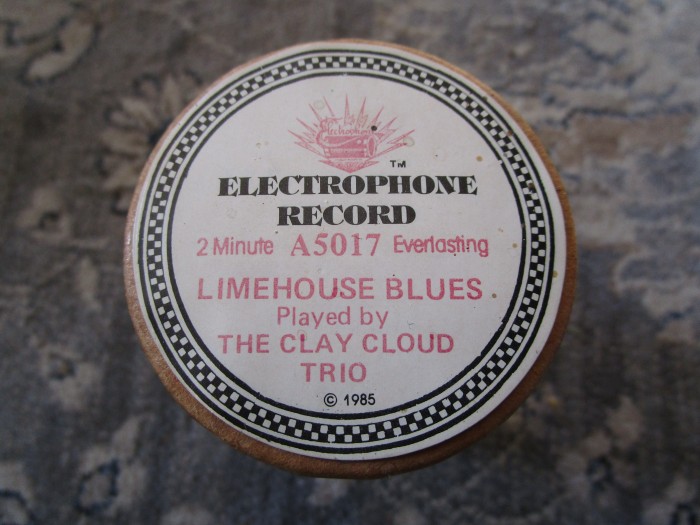 TM
ELECTROPHONE
RECORD
2 Minute A5017 Everlasting
LIMEHOUSE BLUES
Played by
THE CLAY CLOUD
TRIO
© 1985